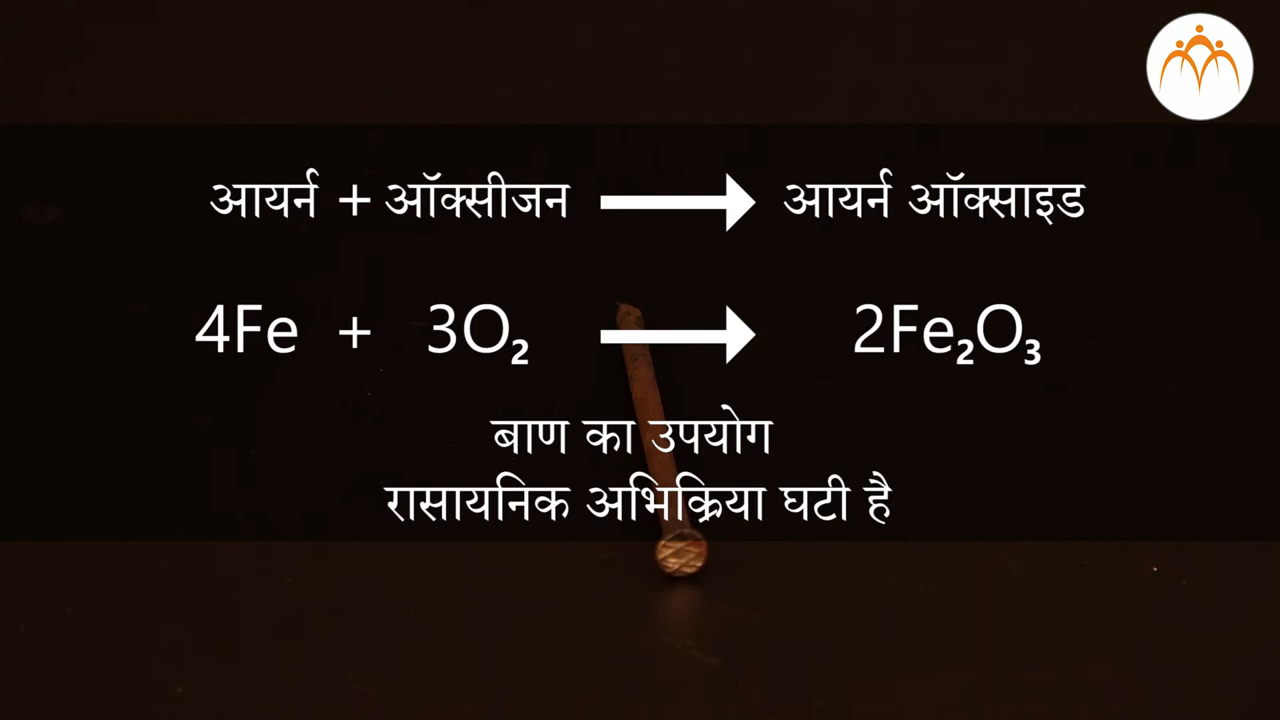 आयर्न + ऑक्सीजन → आयर्न ऑक्साइड
4Fe + 3O₂ → 2Fe₂O₃
बाण का उपयोग
रासायनिक अभिक्रिया घटी है